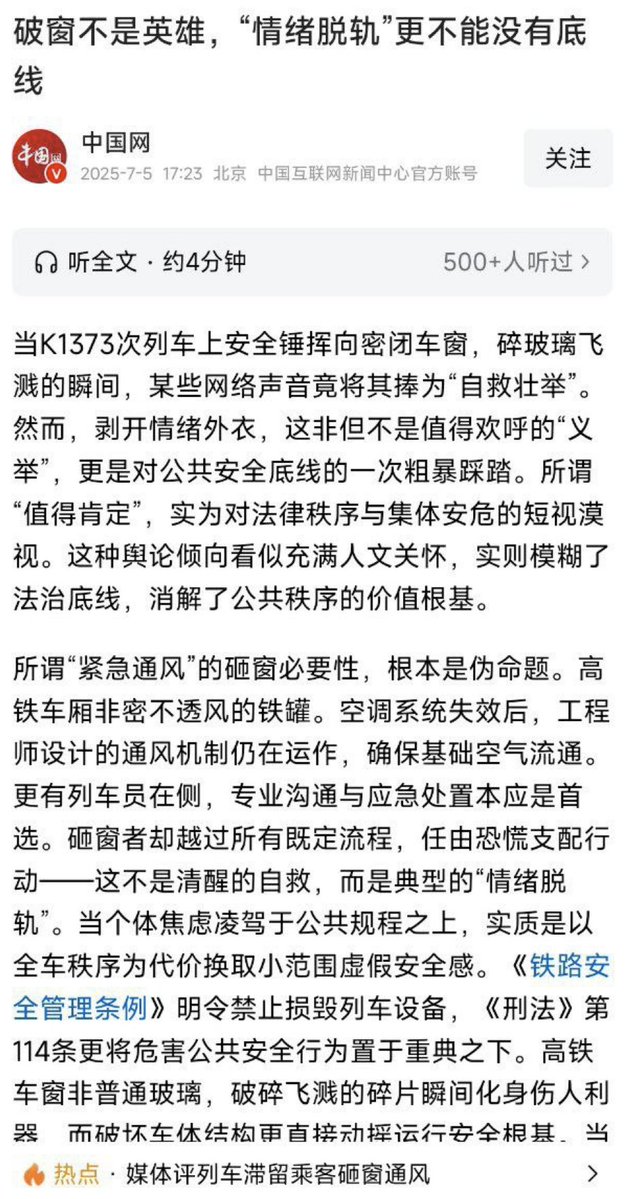 破窗不是英雄，“情绪脱轨”更不能没有底
线
中国网
关注
2025-7-5 17:23 北京 中国互联网新闻中心官方账号
听全文 · 约4分钟
500+人听过 >
当K1373次列车上安全锤挥向密闭车窗，碎玻璃飞
溅的瞬间，某些网络声音竟将其捧为“自救壮举”。
然而，剥开情绪外衣，这非但不是值得欢呼的“义
举”，更是对公共安全底线的一次粗暴踩踏。所谓
“值得肯定”，实为对法律秩序与集体安危的短视漠
视。这种舆论倾向看似充满人文关怀，实则模糊了
法治底线，消解了公共秩序的价值根基。
所谓“紧急通风”的砸窗必要性，根本是伪命题。高
铁车厢非密不透风的铁罐。空调系统失效后，工程
师设计的通风机制仍在运作，确保基础空气流通。
更有列车员在侧，专业沟通与应急处置本应是首
选。砸窗者却越过所有既定流程，任由恐慌支配行
动——这不是清醒的自救，而是典型的“情绪脱
轨”。当个体焦虑凌驾于公共规程之上，实质是以
全车秩序为代价换取小范围虚假安全感。《铁路安
全管理条例》明令禁止损毁列车设备，《刑法》第
114条更将危害公共安全行为置于重典之下。高铁
车窗非普通玻璃，破碎飞溅的碎片瞬间化身伤人利
器，而破坏车体结构更直接动摇运行安全根基。当
热点 · 媒体评列车滞留乘客砸窗通风 >